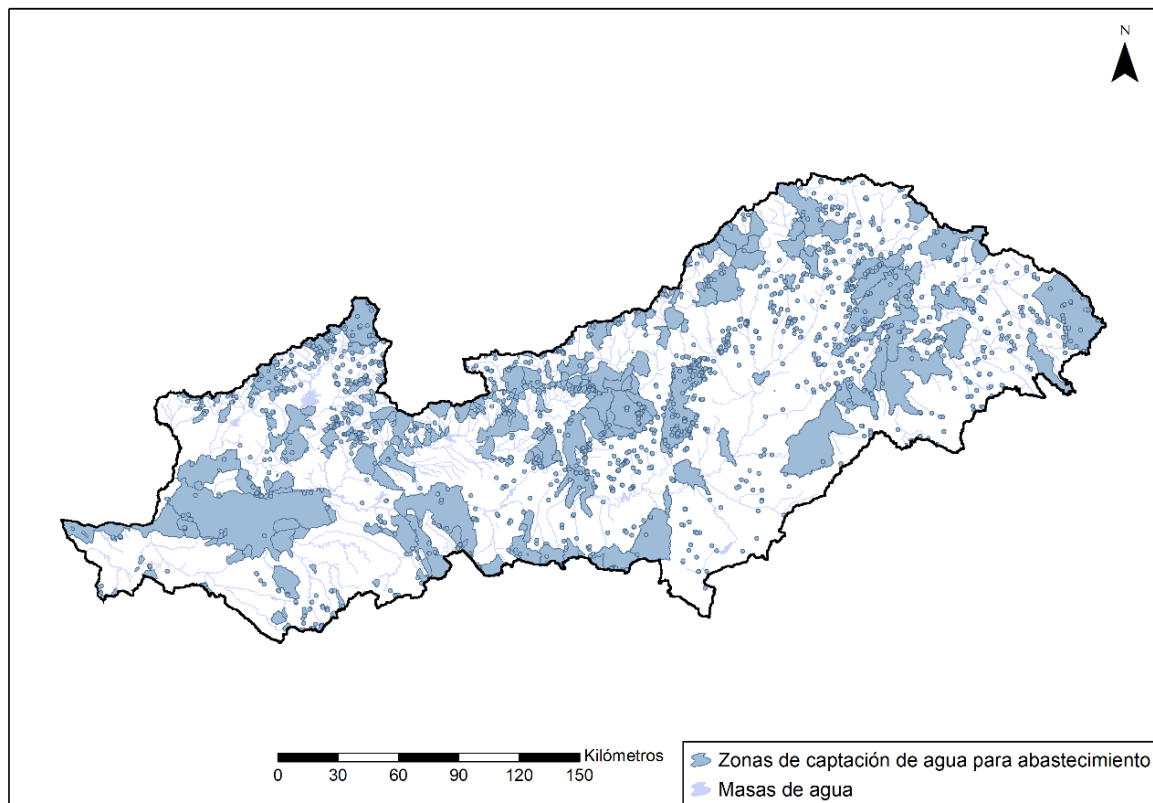 N
Kilómetros
0 30 60 90 120 150
Zonas de captación de agua para abastecimiento
Masas de agua